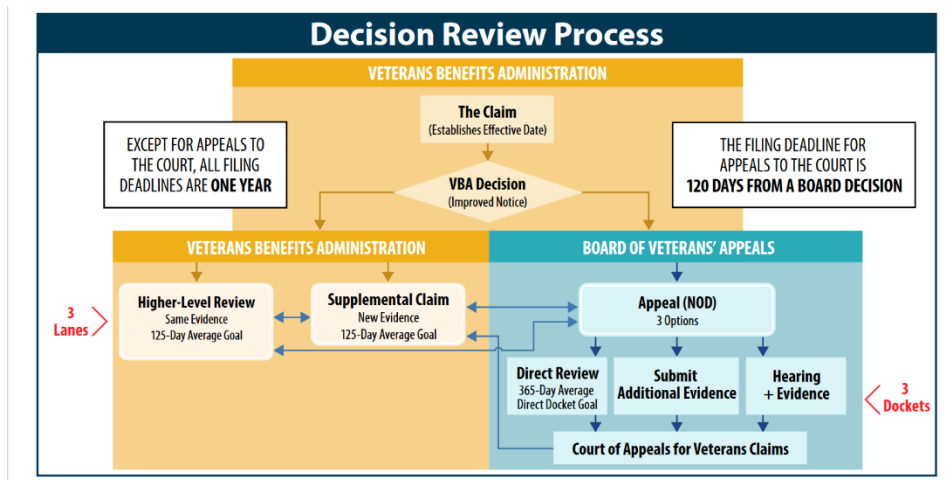 Decision Review Process
VETERANS BENEFITS ADMINISTRATION
The Claim
(Establishes Effective Date)
EXCEPT FOR APPEALS TO
THE COURT, ALL FILING
DEADLINES ARE ONE YEAR
THE FILING DEADLINE FOR
APPEALS TO THE COURT IS
120 DAYS FROM A BOARD DECISION
VBA Decision
(Improved Notice)
VETERANS BENEFITS ADMINISTRATION
BOARD OF VETERANS' APPEALS
3
Lanes
Higher-Level Review
Same Evidence
125-Day Average Goal
Supplemental Claim
New Evidence
125-Day Average Goal
Appeal (NOD)
3 Options
Direct Review
365-Day Average
Direct Docket Goal
Submit
Additional Evidence
Hearing
+ Evidence
3
Dockets
Court of Appeals for Veterans Claims